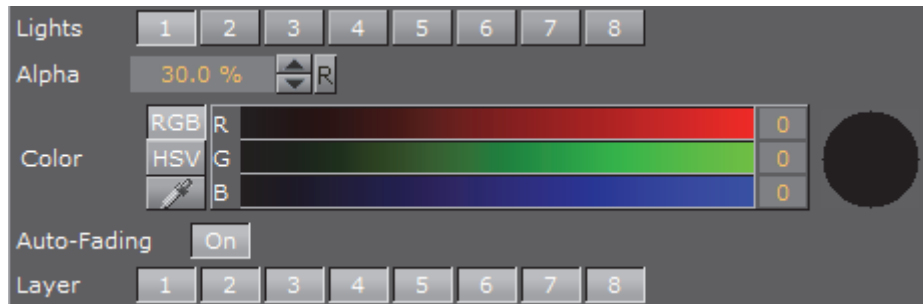 Lights 1 2 3 4 5 6 7 8
Alpha 30.0 % R
RGB R 0
Color HSV G 0
B 0
Auto-Fading On
Layer 1 2 3 4 5 6 7 8